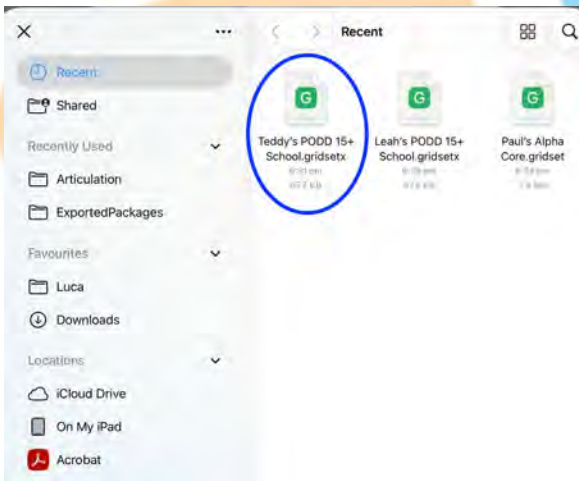 Recent
Recent
Shared
Recently Used
Articulation
ExportedPackages
Favourites
Luca
Downloads
Locations
iCloud Drive
On My iPad
Acrobat
G
Teddy's PODD 15+
School.gridsetx
G
Leah's PODD 15+
School.gridsetx
G
Paul's Alpha
Core.gridset